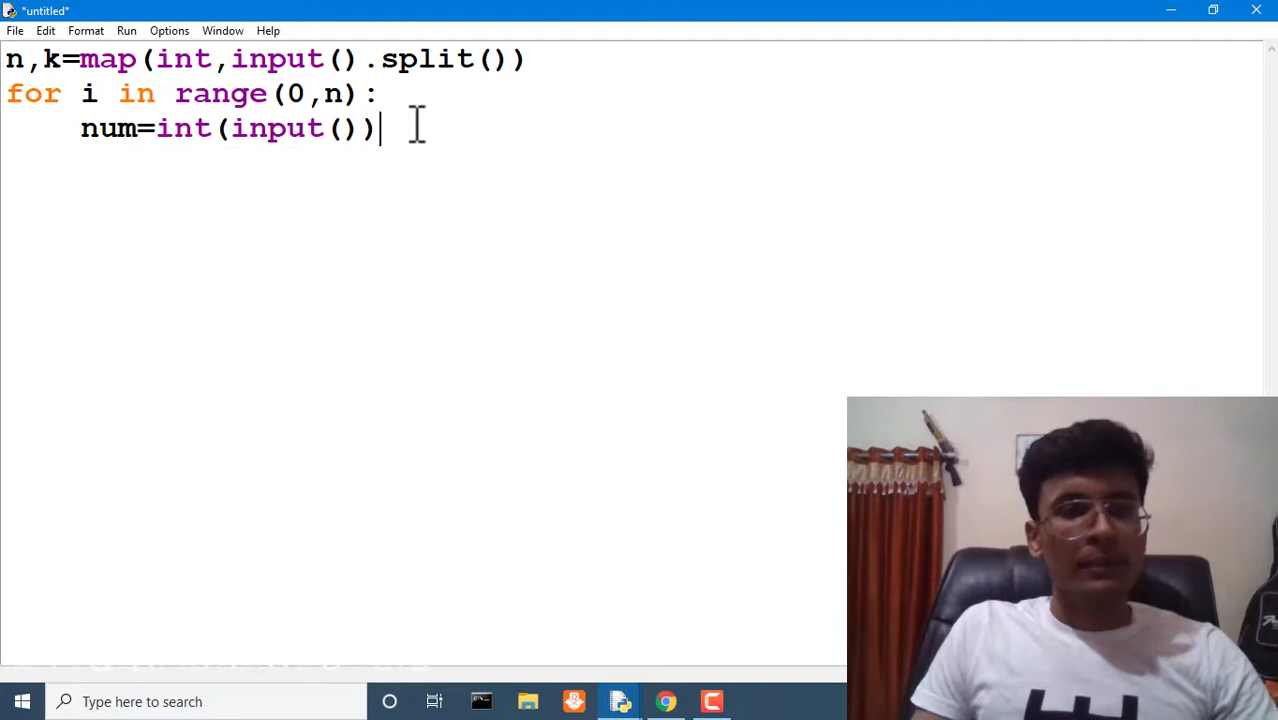 *untitled*
File Edit Format Run Options Window Help
n,k=map(int,input().split())
for i in range(0,n):
num=int(input())
Type here to search